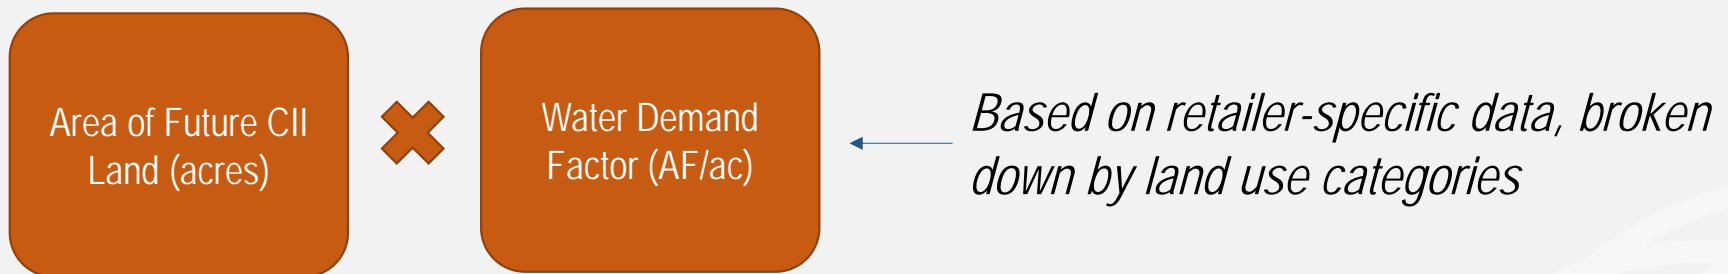 Area of Future CII
Land (acres)
Water Demand
Factor (AF/ac)
Based on retailer-specific data, broken
down by land use categories